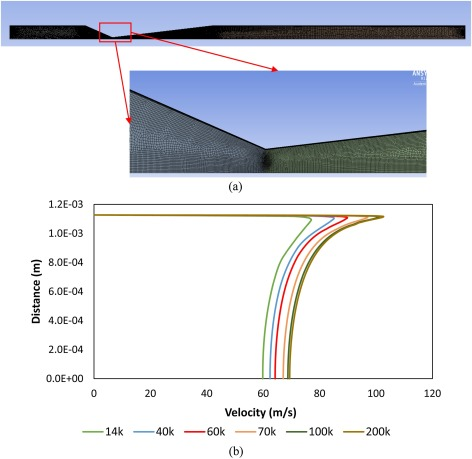 ANSY
(a)
1.2E-03
1.0E-03
8.0E-04
6.0E-04
4.0E-04
2.0E-04
0.0E+00
Distance (m)
0 20 40 60 80 100 120
Velocity (m/s)
14k 40k 60k 70k 100k 200k
(b)